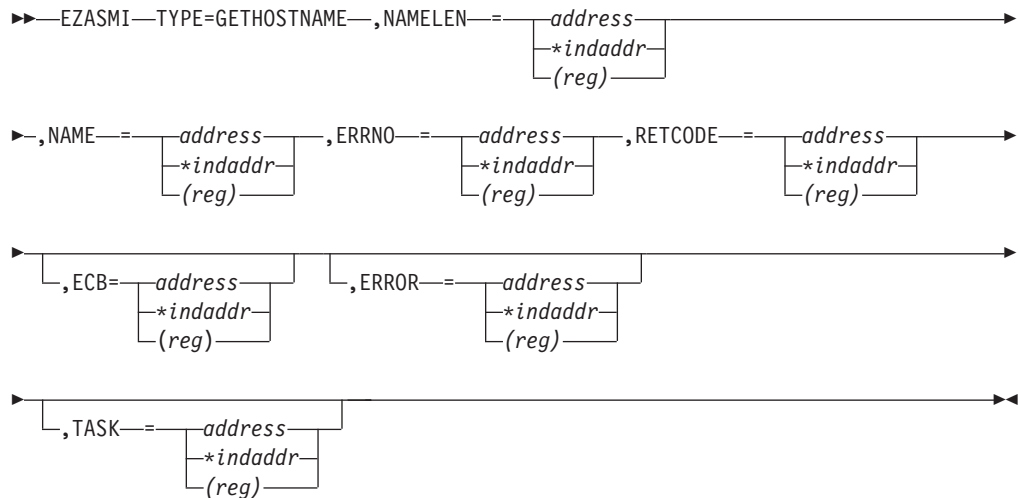 EZASMI TYPE=GETHOSTNAME ,NAMELEN = address
*indaddr
(reg)
,NAME = address ,ERRNO = address ,RETCODE = address
*indaddr *indaddr *indaddr
(reg) (reg) (reg)
,ECB= address ,ERROR = address
*indaddr *indaddr
(reg) (reg)
,TASK = address
*indaddr
(reg)